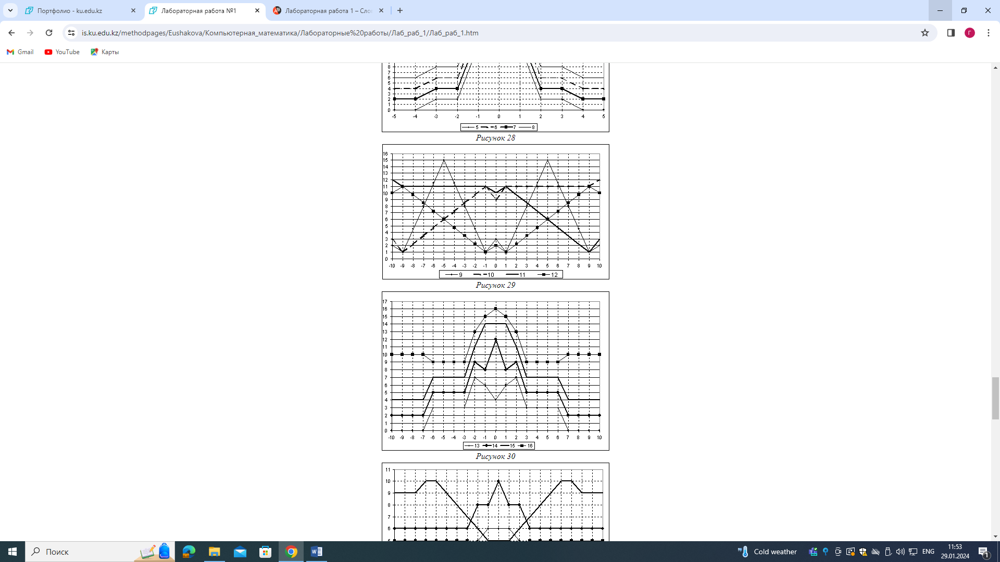 Портфолио - ku.edu.kz
Лабораторная работа №1
Лабораторная работа 1 – Сло
is.ku.edu.kz/methodpages/Eushakova/Компьютерная_математика/Лабораторные%20работы/Лаб_раб_1/Лаб_раб_1.htm
Г
Gmail
YouTube
Карты
8
7
6
5
4
3
2
1
0
-5 -4 -3 -2 -1 0 1 2 3 4 5
5 6 7 8
Рисунок 28
16
15
14
13
12
11
10
9
8
7
6
5
4
3
2
1
0
-10 -9 -8 -7 -6 -5 -4 -3 -2 -1 0 1 2 3 4 5 6 7 8 9 10
9 10 11 12
Рисунок 29
17
16
15
14
13
12
11
10
9
8
7
6
5
4
3
2
1
0
-10 -9 -8 -7 -6 -5 -4 -3 -2 -1 0 1 2 3 4 5 6 7 8 9 10
13 14 15 16
Рисунок 30
11
10
9
8
7
6
Поиск
Cold weather
ENG
11:53
29.01.2024
1